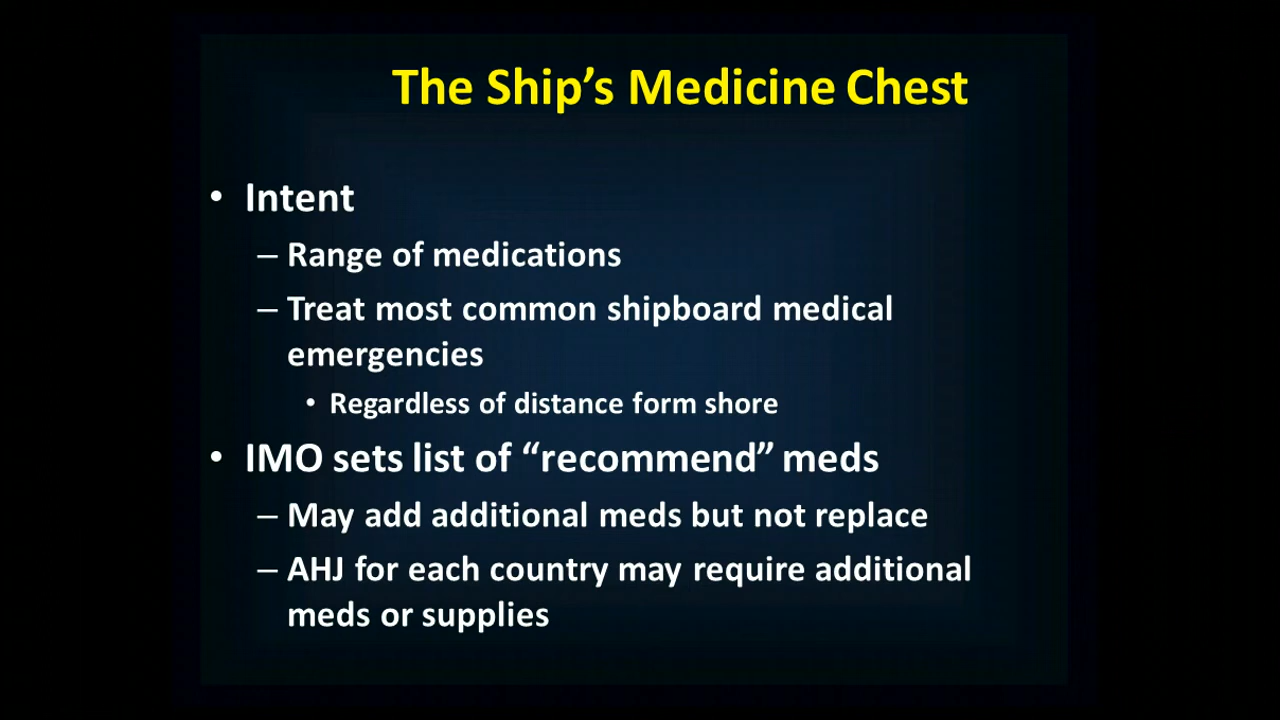 The Ship’s Medicine Chest
• Intent
– Range of medications
– Treat most common shipboard medical
emergencies
• Regardless of distance form shore
• IMO sets list of “recommend” meds
– May add additional meds but not replace
– AHJ for each country may require additional
meds or supplies